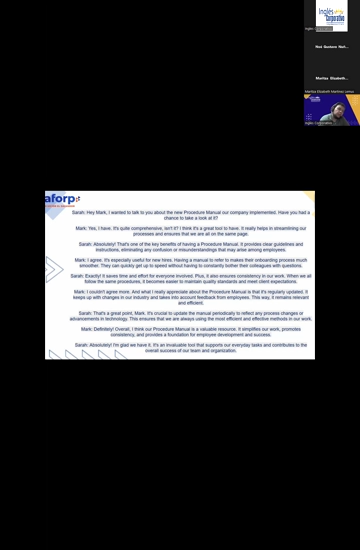 Inglés
Corporativo
Maritza Elizabeth...
Maritza Elizabeth Martinez Lemus
Inglés Corporativo
aforp
Sarah: Hey Mark, I wanted to talk to you about the new Procedure Manual our company implemented. Have you had a
chance to take a look at it?
Mark: Yes, I have. It's quite comprehensive, isn't it? I think it's a great tool to have. It really helps in streamlining our
processes and ensures that we are all on the same page.
Sarah: Absolutely! That's one of the key benefits of having a Procedure Manual. It provides clear guidelines and
instructions, eliminating any confusion or misunderstandings that may arise among employees.
Mark: I agree. It's especially useful for new hires. Having a manual to refer to makes their onboarding process much
smoother. They can quickly get up to speed without having to constantly bother their colleagues with questions.
Sarah: Exactly! It saves time and effort for everyone involved. Plus, it also ensures consistency in our work. When we all
follow the same procedures, it becomes easier to maintain quality standards and meet client expectations.
Mark: I couldn't agree more. And what I really appreciate about the Procedure Manual is that it's regularly updated. It
keeps up with changes in our industry and takes into account feedback from employees. This way, it remains relevant
and efficient.
Sarah: That's a great point, Mark. It's crucial to update the manual periodically to reflect any process changes or
advancements in technology. This ensures that we are always using the most efficient and effective methods in our work.
Mark: Definitely! Overall, I think our Procedure Manual is a valuable resource. It simplifies our work, promotes
consistency, and provides a foundation for employee development and success.
Sarah: Absolutely! I'm glad we have it. It's an invaluable tool that supports our everyday tasks and contributes to the
overall success of our team and organization.